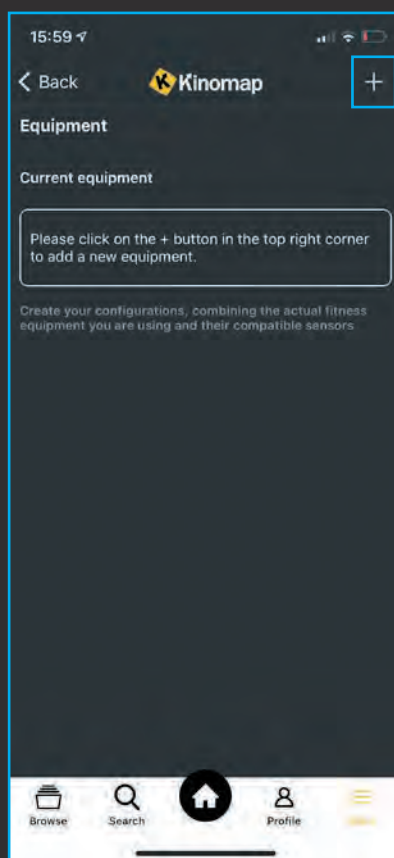 15:59
Back
Kinomap
+
Equipment
Current equipment
Please click on the + button in the top right corner
to add a new equipment.
Create your configurations, combining the actual fitness
equipment you are using and their compatible sensors
Browse
Search
Profile